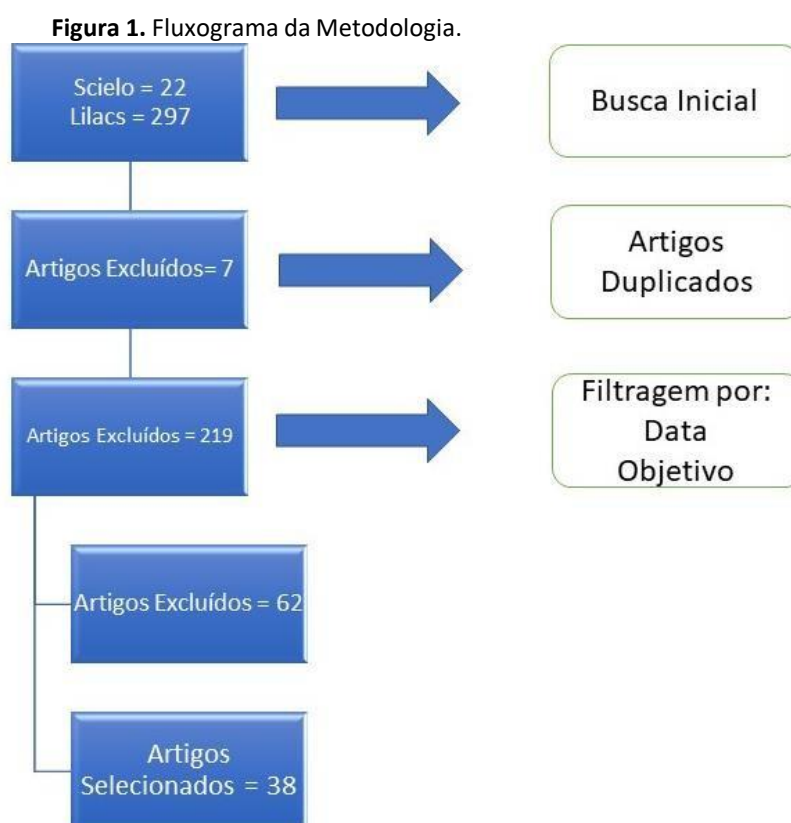 Figura 1. Fluxograma da Metodologia.
Scielo = 22
Lilacs = 297
Busca Inicial
Artigos Excluídos= 7
Artigos
Duplicados
Artigos Excluídos = 219
Filtragem por:
Data
Objetivo
Artigos Excluídos = 62
Artigos
Selecionados = 38